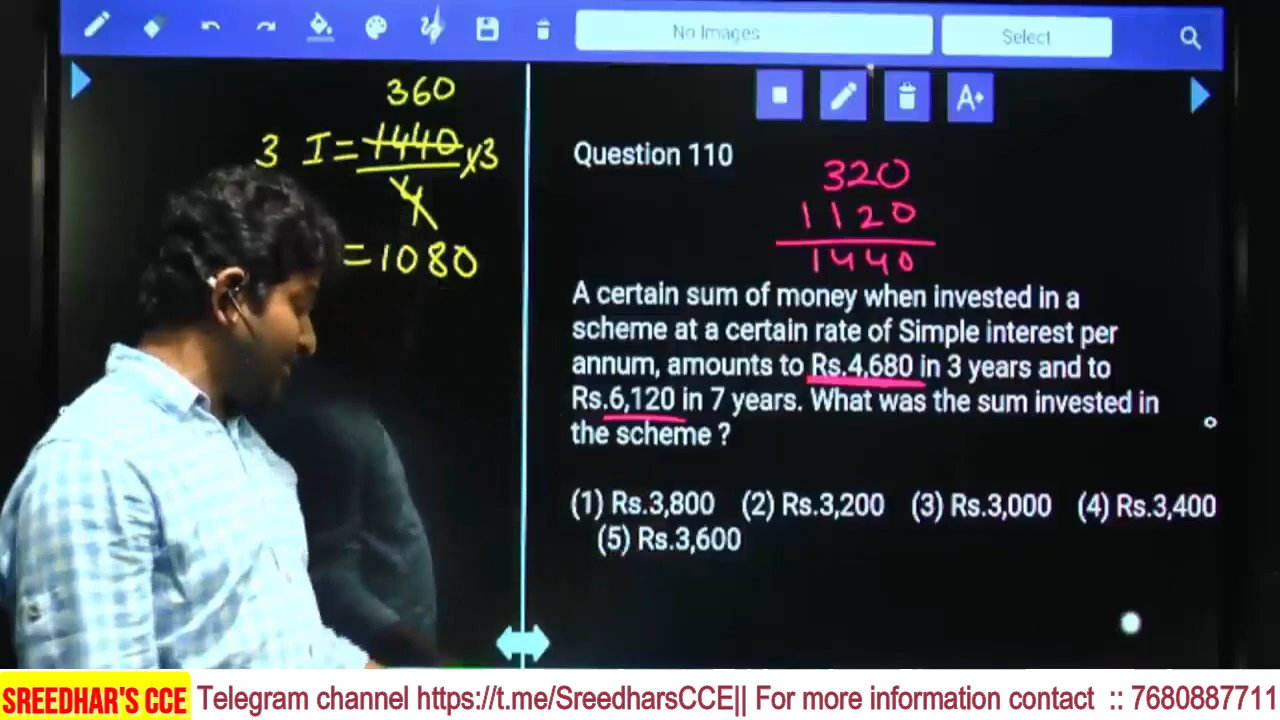 No Images
Select
A+
360
3 I = 1440/4 x3
= 1080
Question 110
320
1120
1440
A certain sum of money when invested in a
scheme at a certain rate of Simple interest per
annum, amounts to Rs.4,680 in 3 years and to
Rs.6,120 in 7 years. What was the sum invested in
the scheme ?
(1) Rs.3,800 (2) Rs.3,200 (3) Rs.3,000 (4) Rs.3,400
(5) Rs.3,600
SREEDHAR'S CCE Telegram channel https://t.me/SreedharsCCE|| For more information contact :: 7680887711